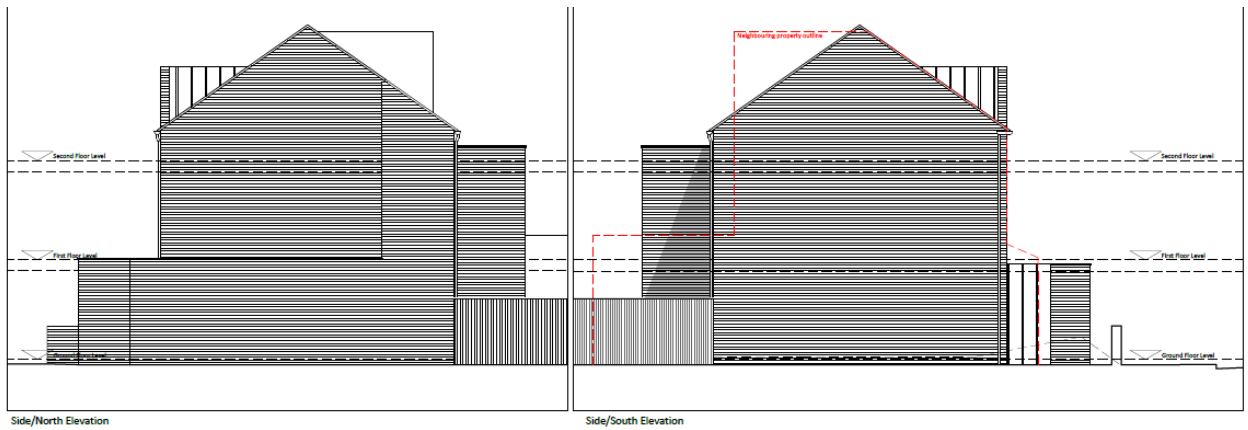 Neighbouring property outline
Second Floor Level
Second Floor Level
First Floor Level
First Floor Level
Ground Floor Level
Ground Floor Level
Side/North Elevation
Side/South Elevation